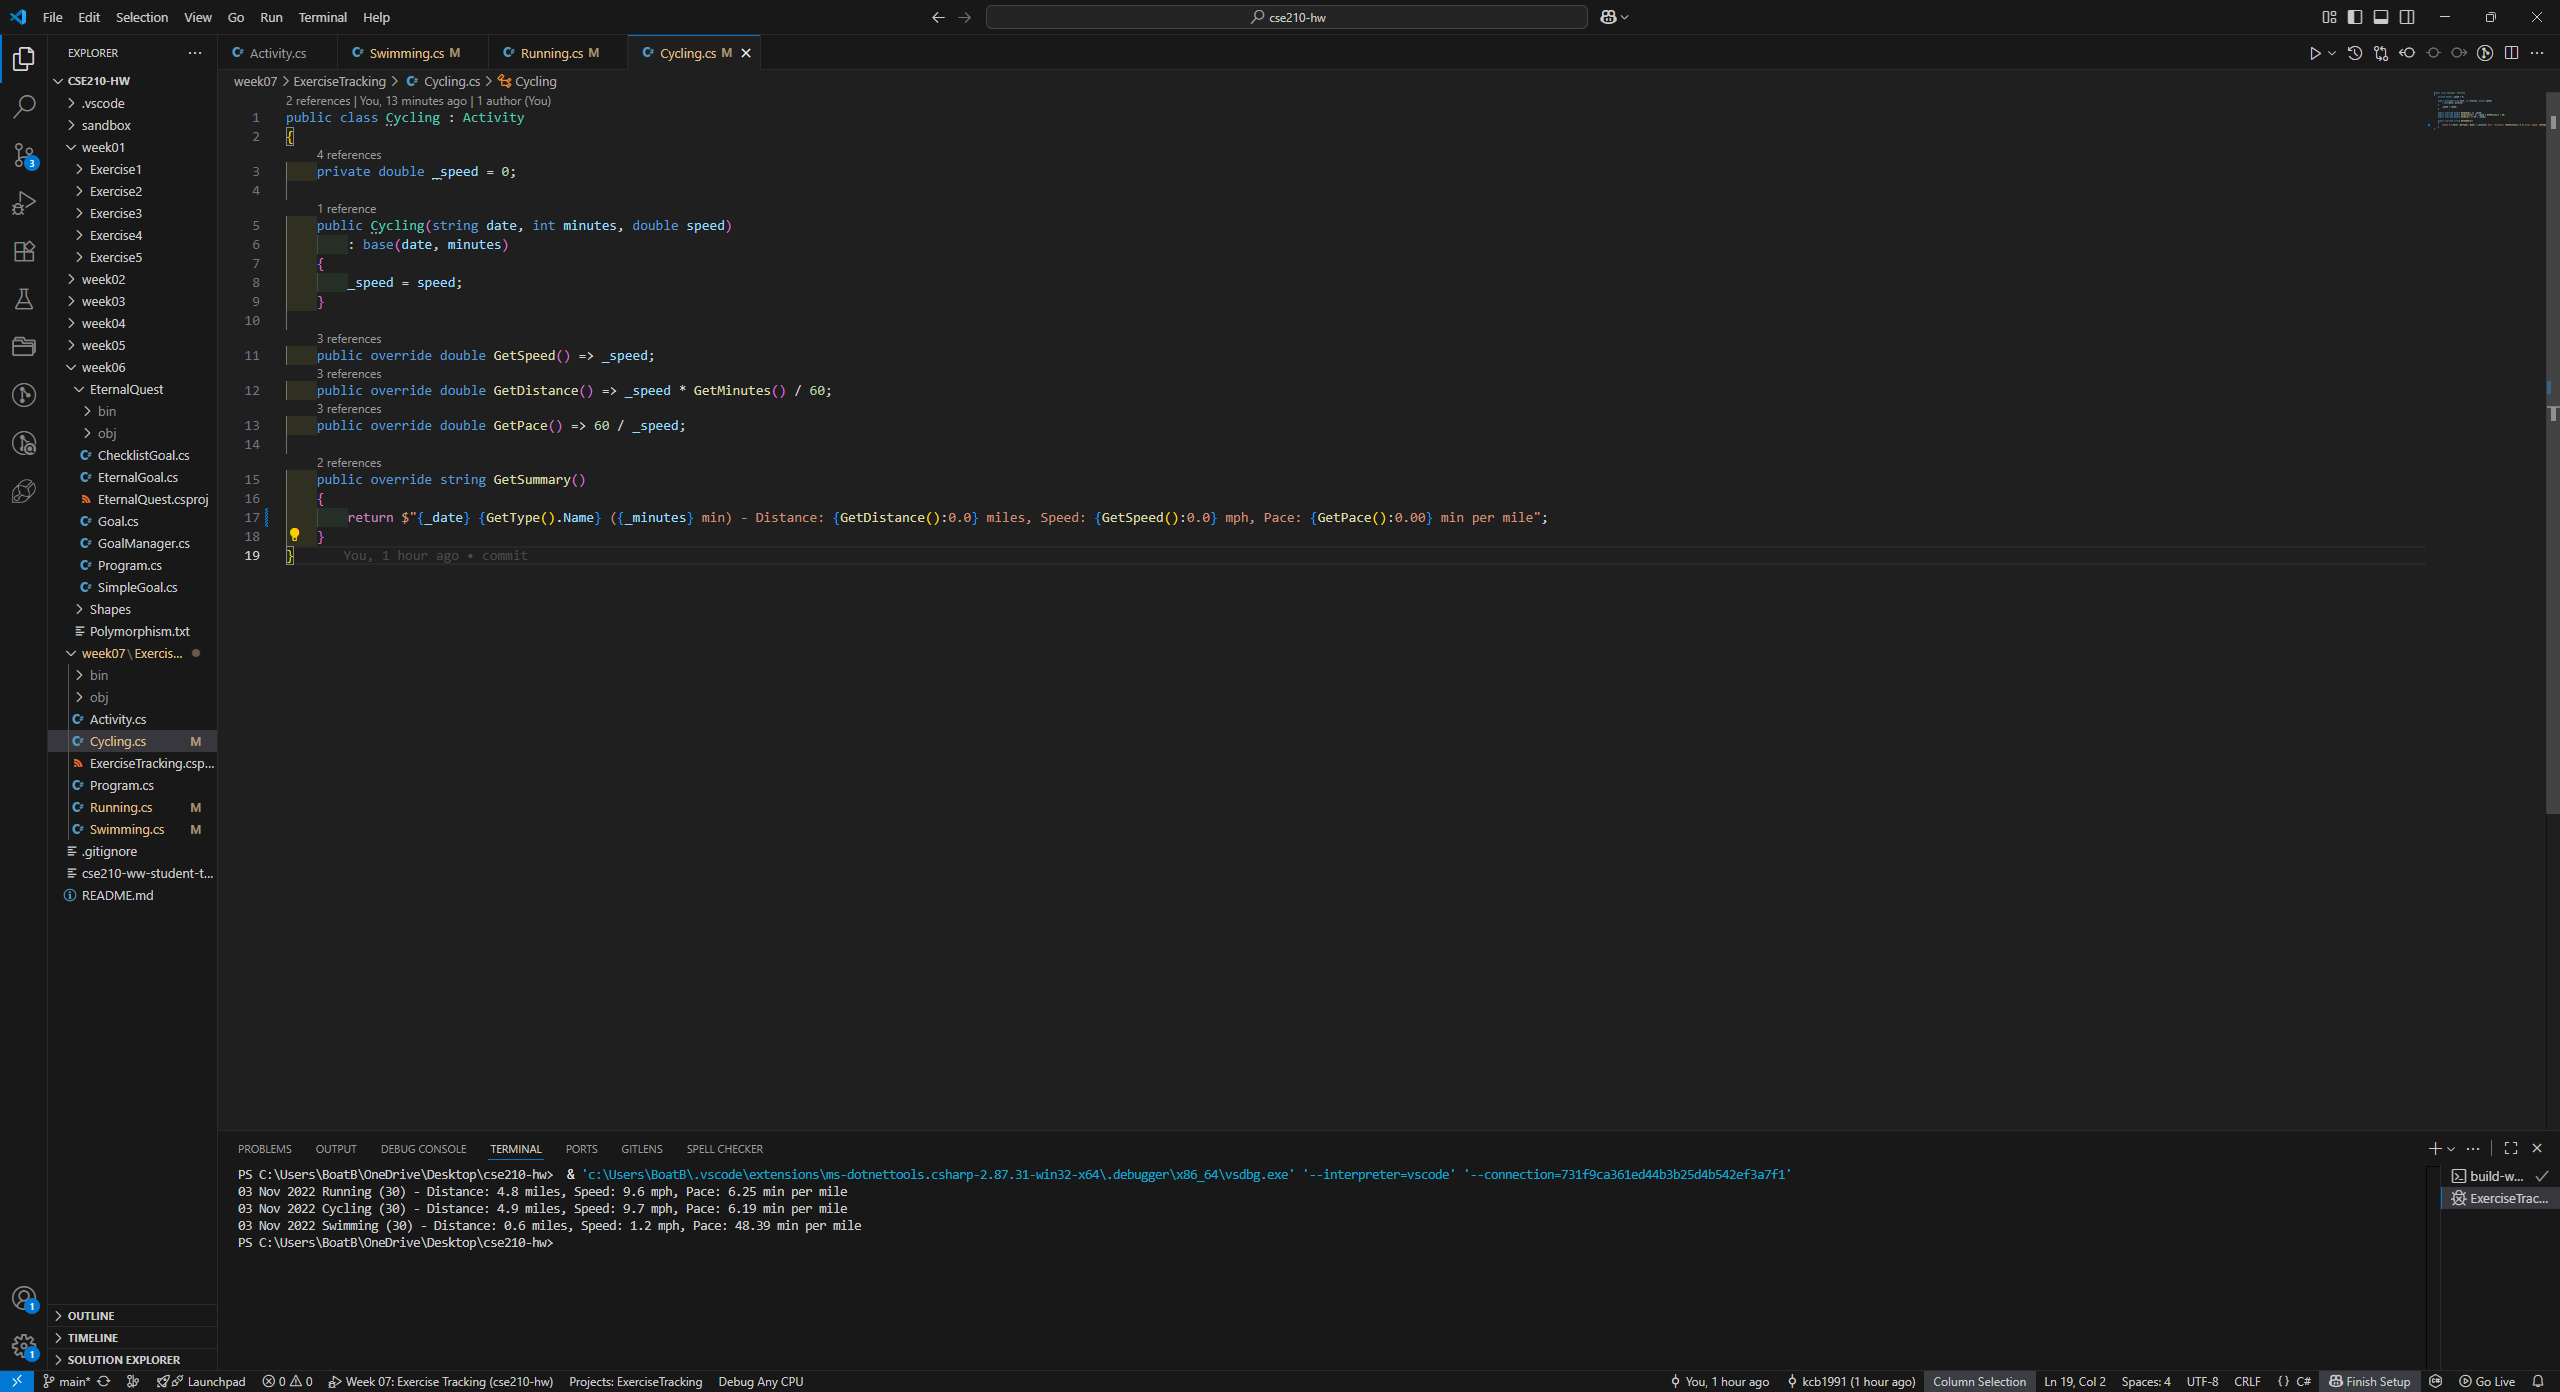 File Edit Selection View Go Run Terminal Help
cse210-hw
EXPLORER
CSE210-HW
.vscode
sandbox
week01
Exercise1
Exercise2
Exercise3
Exercise4
Exercise5
week02
week03
week04
week05
week06
EternalQuest
bin
obj
ChecklistGoal.cs
EternalGoal.cs
EternalQuest.csproj
Goal.cs
GoalManager.cs
Program.cs
SimpleGoal.cs
Shapes
Polymorphism.txt
week07\Exercis...
bin
obj
Activity.cs
Cycling.cs M
ExerciseTracking.csp...
Program.cs
Running.cs M
Swimming.cs M
.gitignore
cse210-ww-student-t...
README.md
OUTLINE
TIMELINE
SOLUTION EXPLORER
3
1
1
Activity.cs Swimming.cs M Running.cs M Cycling.cs M
week07 > ExerciseTracking > Cycling.cs > Cycling
2 references | You, 13 minutes ago | 1 author (You)
1 public class Cycling : Activity
2 {
4 references
3 private double _speed = 0;
4
1 reference
5 public Cycling(string date, int minutes, double speed)
6 : base(date, minutes)
7 {
8 _speed = speed;
9 }
10
3 references
11 public override double GetSpeed() => _speed;
3 references
12 public override double GetDistance() => _speed * GetMinutes() / 60;
3 references
13 public override double GetPace() => 60 / _speed;
14
2 references
15 public override string GetSummary()
16 {
17 return $"{_date} {GetType().Name} ({_minutes} min) - Distance: {GetDistance():0.0} miles, Speed: {GetSpeed():0.0} mph, Pace: {GetPace():0.00} min per mile";
18 }
19 } You, 1 hour ago • commit
PROBLEMS OUTPUT DEBUG CONSOLE TERMINAL PORTS GITLENS SPELL CHECKER
PS C:\Users\BoatB\OneDrive\Desktop\cse210-hw> & 'c:\Users\BoatB\.vscode\extensions\ms-dotnettools.csharp-2.87.31-win32-x64\.debugger\x86_64\vsdbg.exe' '--interpreter=vscode' '--connection=731f9ca361ed44b3b25d4b542ef3a7f1'
03 Nov 2022 Running (30) - Distance: 4.8 miles, Speed: 9.6 mph, Pace: 6.25 min per mile
03 Nov 2022 Cycling (30) - Distance: 4.9 miles, Speed: 9.7 mph, Pace: 6.19 min per mile
03 Nov 2022 Swimming (30) - Distance: 0.6 miles, Speed: 1.2 mph, Pace: 48.39 min per mile
PS C:\Users\BoatB\OneDrive\Desktop\cse210-hw>
build-w...
ExerciseTrac...
main* Launchpad 0 0 Week 07: Exercise Tracking (cse210-hw) Projects: ExerciseTracking Debug Any CPU You, 1 hour ago kcb1991 (1 hour ago) Column Selection Ln 19, Col 2 Spaces: 4 UTF-8 CRLF {} C# Finish Setup Go Live